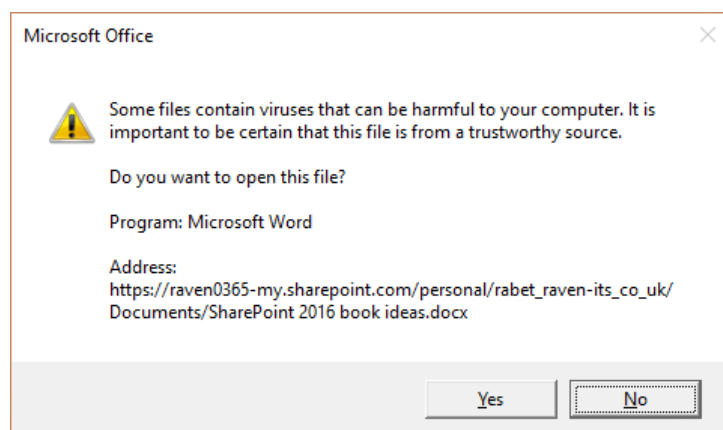 Microsoft Office
Some files contain viruses that can be harmful to your computer. It is
important to be certain that this file is from a trustworthy source.
Do you want to open this file?
Program: Microsoft Word
Address:
https://raven0365-my.sharepoint.com/personal/rabet_raven-its_co_uk/
Documents/SharePoint 2016 book ideas.docx
Yes
No